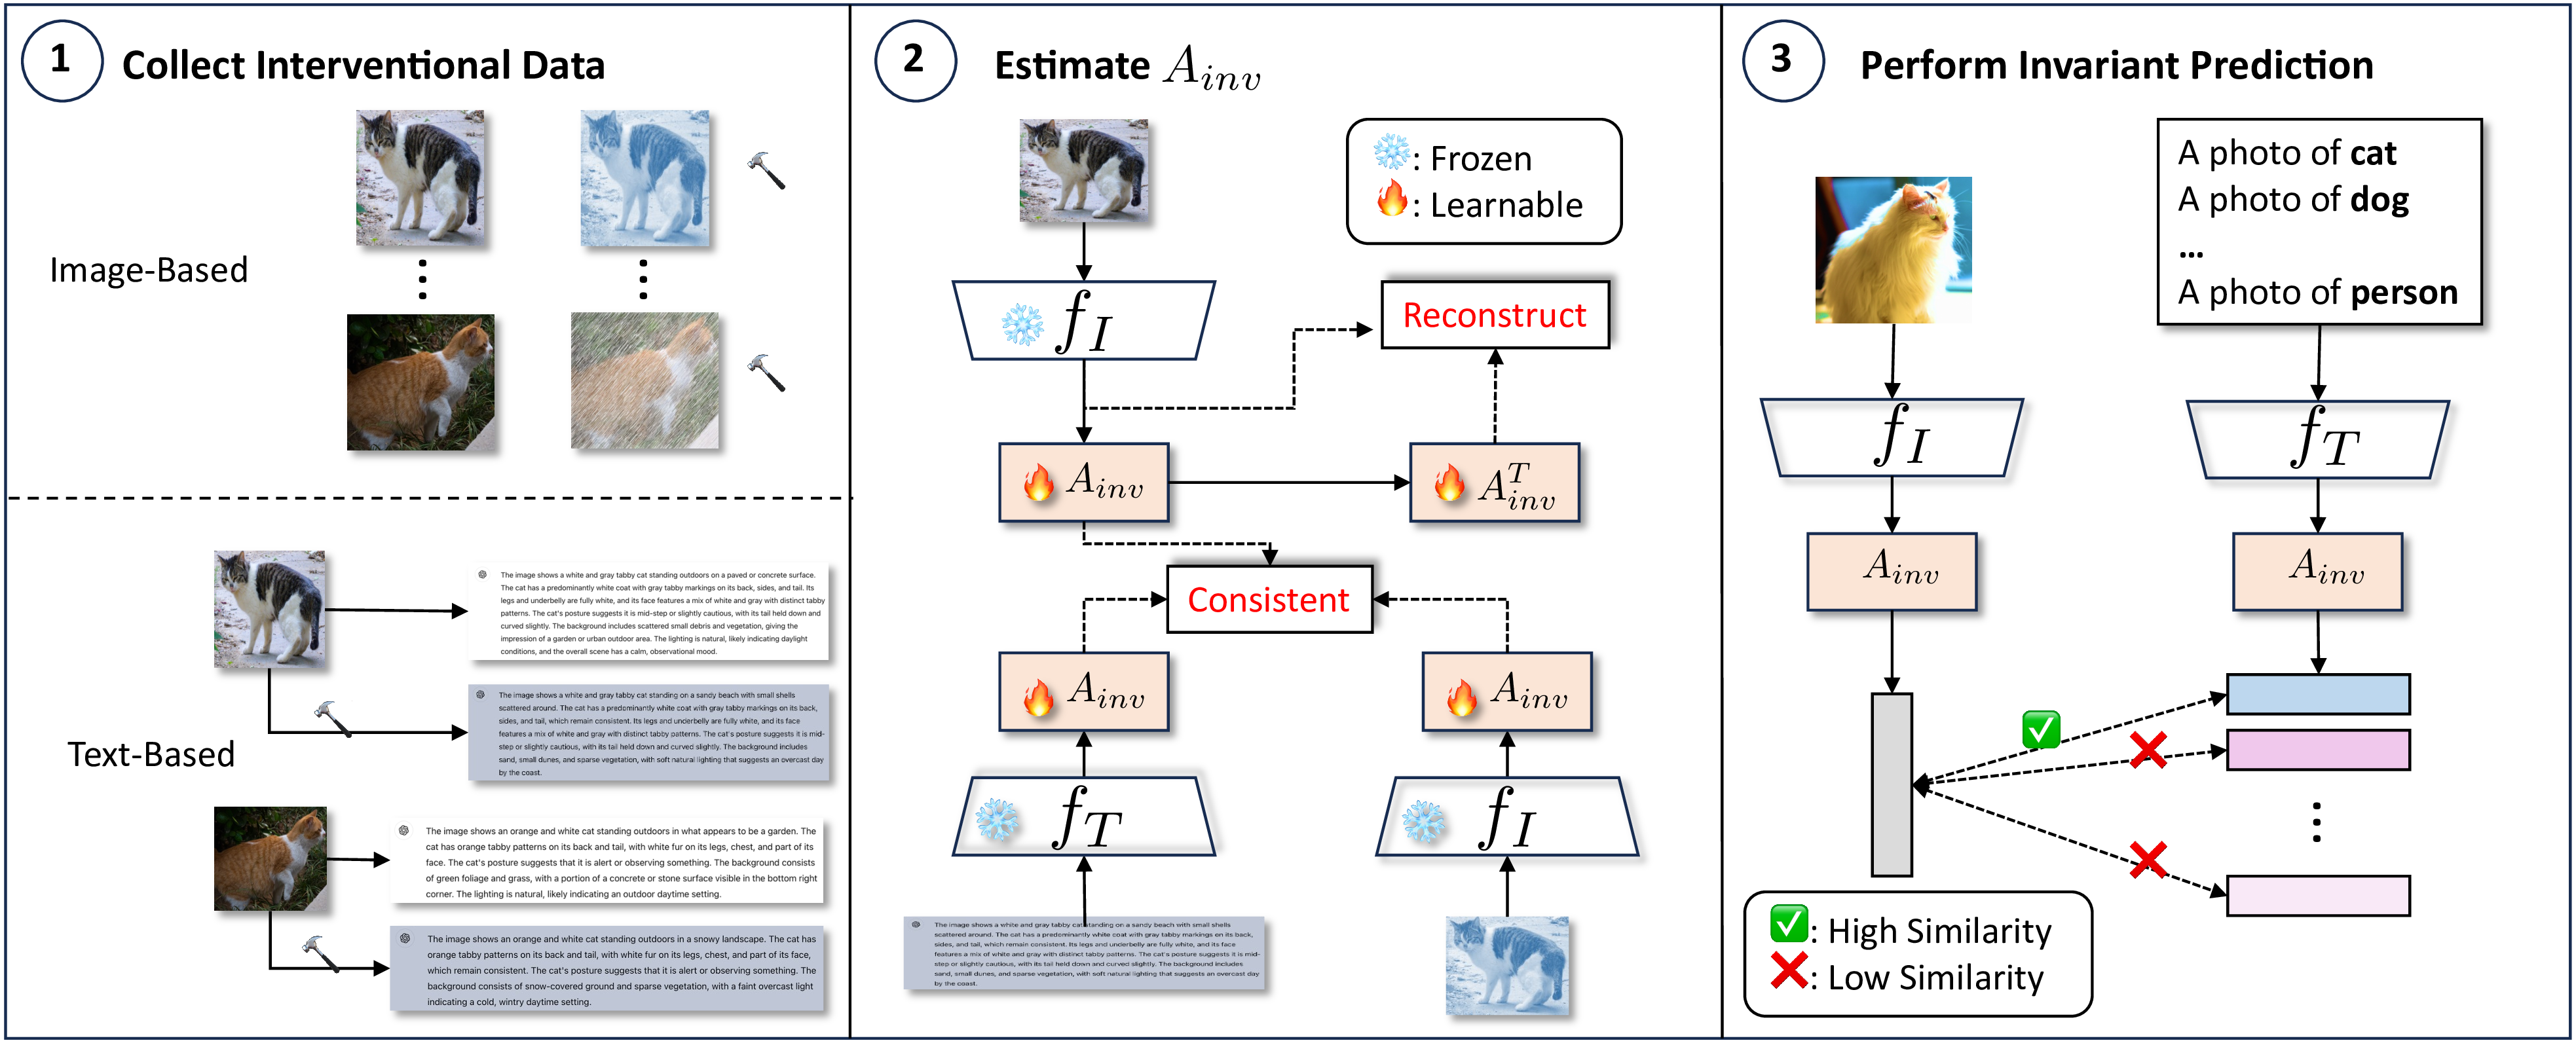 1 Collect Interventional Data
Image-Based
Text-Based
The image shows a white and gray tabby cat standing outdoors on a paved or concrete surface.
The cat has a predominantly white coat with gray tabby markings on its back, sides, and tail. Its
legs and underbelly are fully white, and its face features a mix of white and gray with distinct tabby
patterns. The cat's posture suggests it is mid-step or slightly cautious, with its tail held down and
curved slightly. The background includes scattered small debris and vegetation, giving the
impression of a garden or urban outdoor area. The lighting is natural, likely indicating daylight
conditions, and the overall scene has a calm, observational mood.
The image shows a white and gray tabby cat standing on a sandy beach with small shells
scattered around. The cat has a predominantly white coat with gray tabby markings on its back,
sides, and tail, which remain consistent. Its legs and underbelly are fully white, and its face
features a mix of white and gray with distinct tabby patterns. The cat's posture suggests it is mid-
step or slightly cautious, with its tail held down and curved slightly. The background includes
sand, small dunes, and sparse vegetation, with soft natural lighting that suggests an overcast day
by the coast.
The image shows an orange and white cat standing outdoors in what appears to be a garden. The
cat has orange tabby patterns on its back and tail, with white fur on its legs, chest, and part of its
face. The cat's posture suggests that it is alert or observing something. The background consists
of green foliage and grass, with a portion of a concrete or stone surface visible in the bottom right
corner. The lighting is natural, likely indicating an outdoor daytime setting.
The image shows an orange and white cat standing outdoors in a snowy landscape. The cat has
orange tabby patterns on its back and tail, with white fur on its legs, chest, and part of its face,
which remain consistent. The cat's posture suggests that it is alert or observing something. The
background consists of snow-covered ground and sparse vegetation, with a faint overcast light
indicating a cold, wintry daytime setting.
2 Estimate A_inv
: Frozen
: Learnable
f_I
Reconstruct
A_inv
A_inv^T
Consistent
A_inv
A_inv
f_T
f_I
The image shows a white and gray tabby cat standing on a sandy beach with small shells
scattered around. The cat has a predominantly white coat with gray tabby markings on its back,
sides, and tail, which remain consistent. Its legs and underbelly are fully white, and its face
features a mix of white and gray with distinct tabby patterns. The cat's posture suggests it is mid-
step or slightly cautious, with its tail held down and curved slightly. The background includes
sand, small dunes, and sparse vegetation, with soft natural lighting that suggests an overcast day
by the coast.
3 Perform Invariant Prediction
A photo of cat
A photo of dog
...
A photo of person
f_I
f_T
A_inv
A_inv
: High Similarity
: Low Similarity